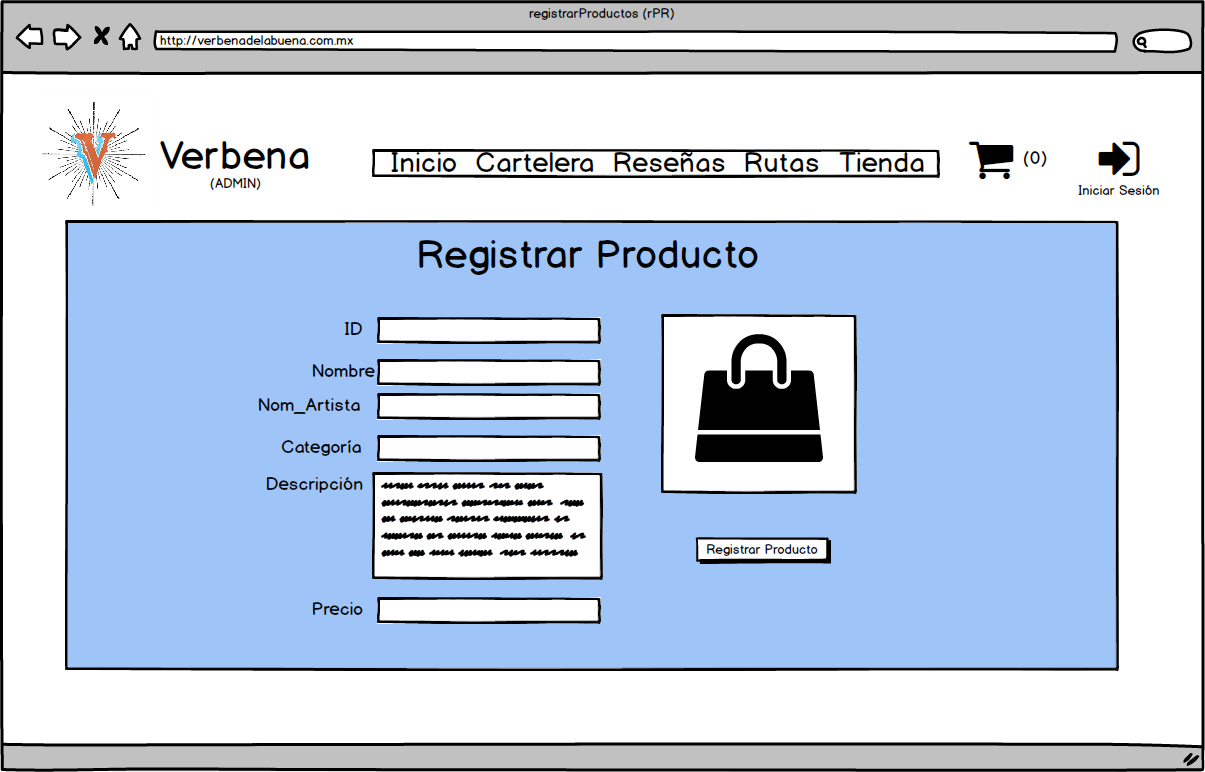 registrarProductos (rPR)
http://verbenadelabuena.com.mx
V
Verbena
(ADMIN)
Inicio Cartelera Reseñas Rutas Tienda
(0)
Iniciar Sesión
Registrar Producto
ID
Nombre
Nom_Artista
Categoría
Descripción
Precio
Registrar Producto